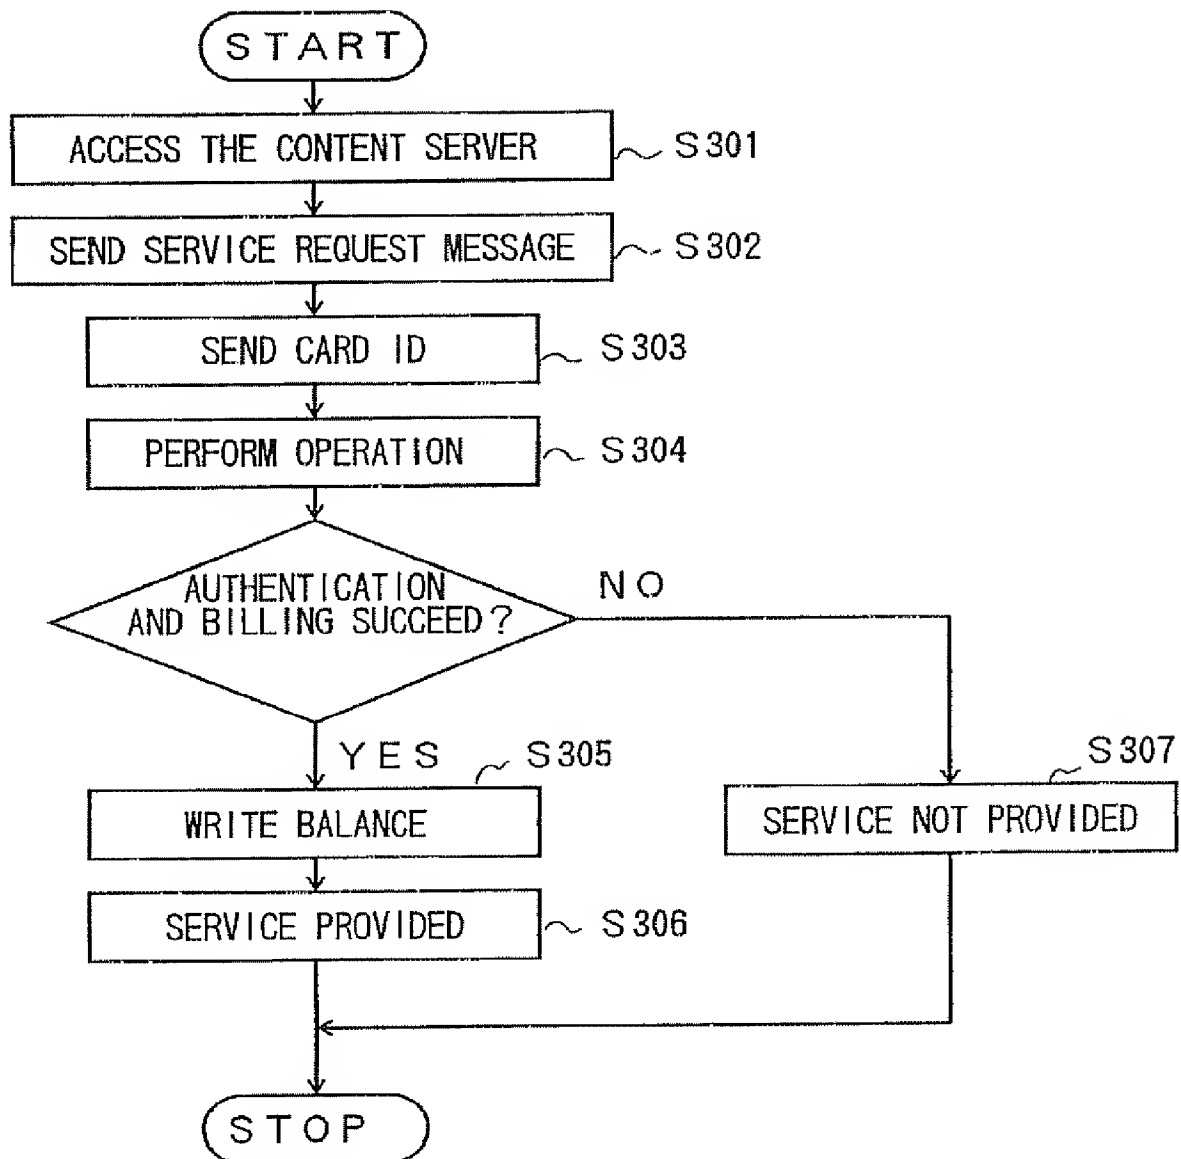 START
ACCESS THE CONTENT SERVER
S301
SEND SERVICE REQUEST MESSAGE
S302
SEND CARD ID
S303
PERFORM OPERATION
S304
AUTHENTICATION
AND BILLING SUCCEED?
NO
YES
S305
WRITE BALANCE
S307
SERVICE NOT PROVIDED
SERVICE PROVIDED
S306
STOP